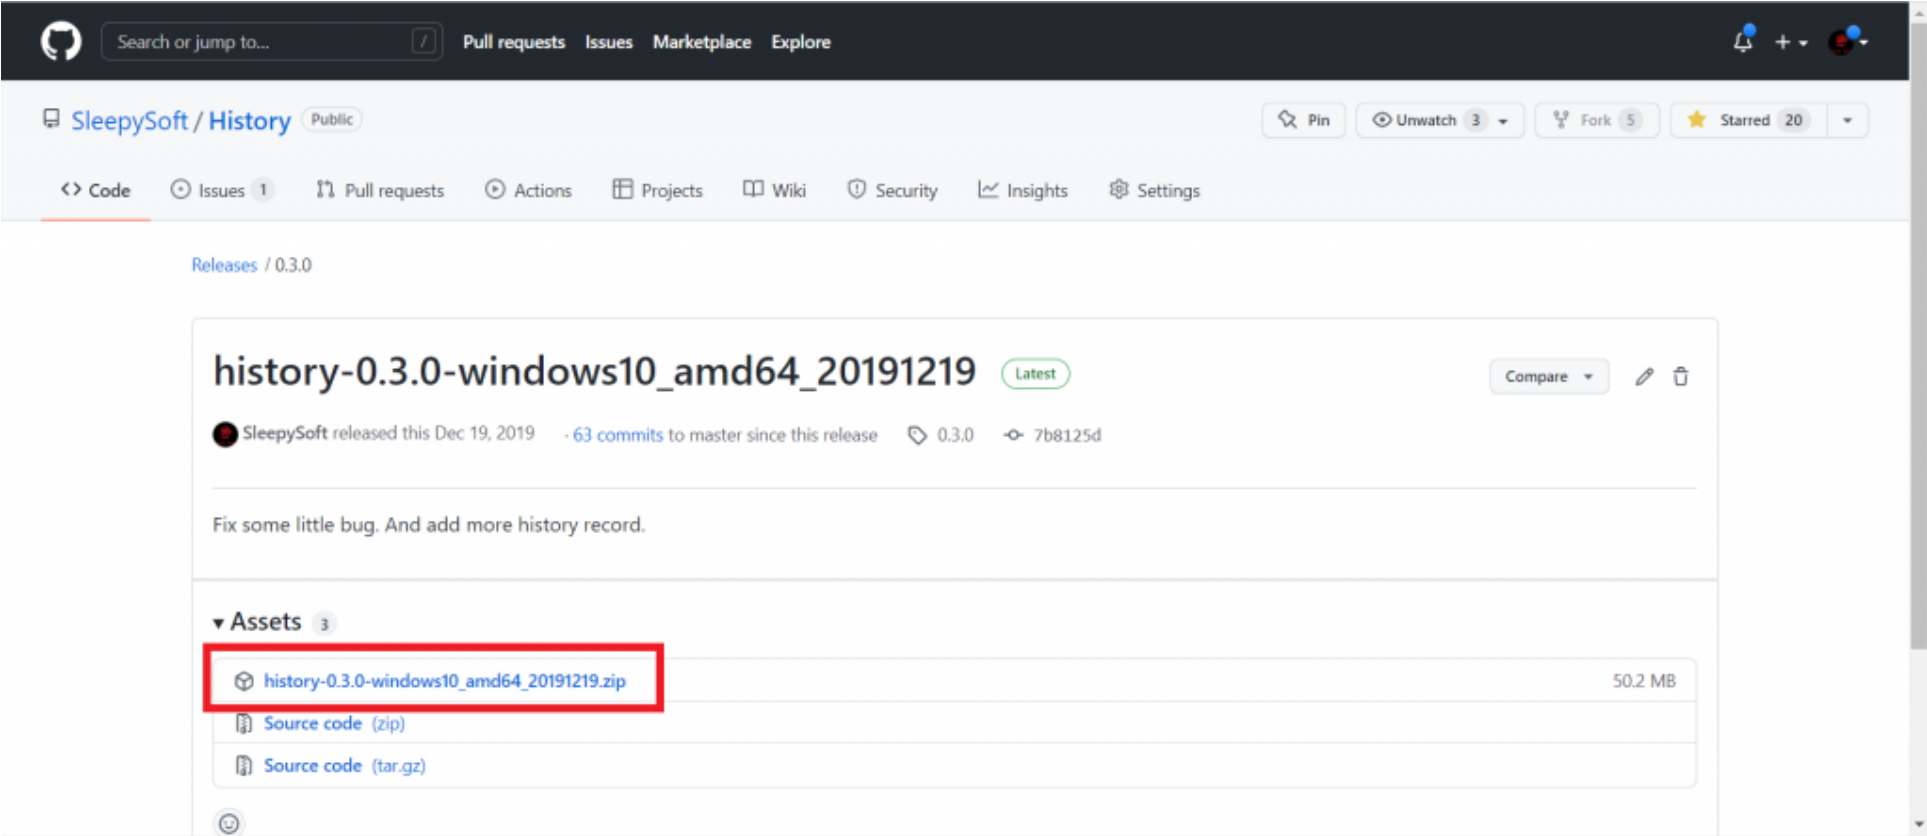 Search or jump to... / Pull requests Issues Marketplace Explore
SleepySoft / History Public Pin Unwatch 3 Fork 5 Starred 20
Code Issues 1 Pull requests Actions Projects Wiki Security Insights Settings
Releases / 0.3.0
history-0.3.0-windows10_amd64_20191219 Latest Compare
SleepySoft released this Dec 19, 2019 · 63 commits to master since this release 0.3.0 7b8125d
Fix some little bug. And add more history record.
Assets 3
history-0.3.0-windows10_amd64_20191219.zip 50.2 MB
Source code (zip)
Source code (tar.gz)